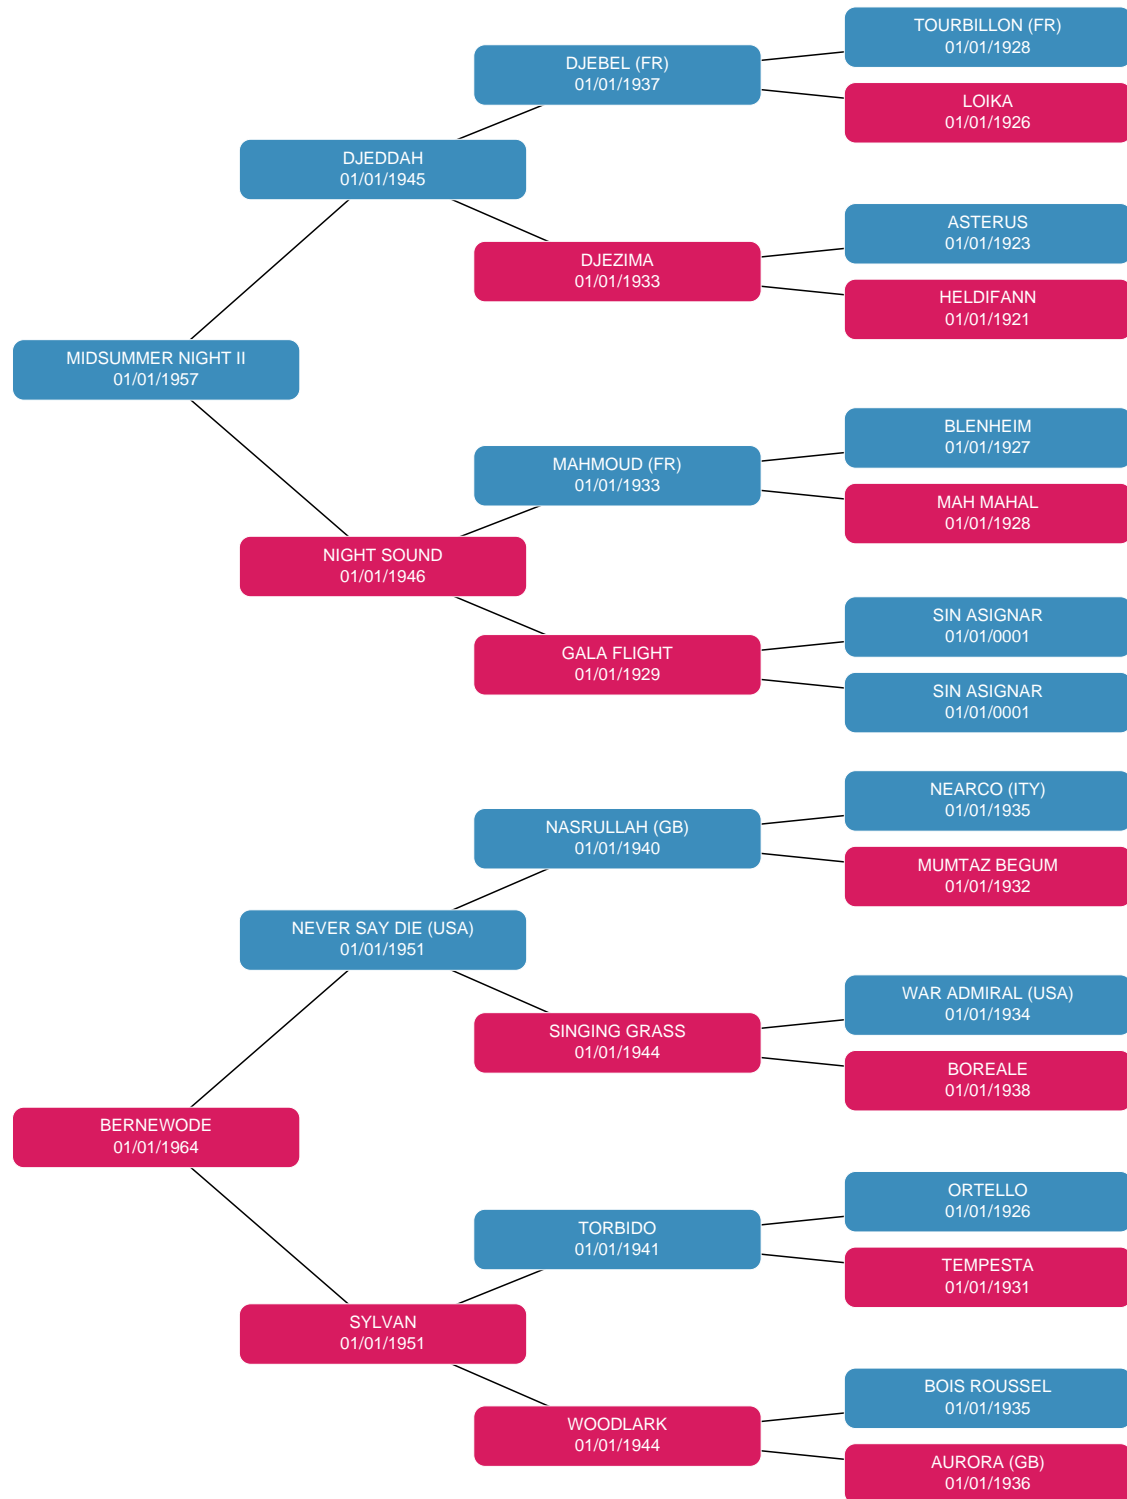 TOURBILLON (FR)
01/01/1928
DJEBEL (FR)
01/01/1937
LOIKA
01/01/1926
DJEDDAH
01/01/1945
ASTERUS
01/01/1923
DJEZIMA
01/01/1933
HELDIFANN
01/01/1921
MIDSUMMER NIGHT II
01/01/1957
BLENHEIM
01/01/1927
MAHMOUD (FR)
01/01/1933
MAH MAHAL
01/01/1928
NIGHT SOUND
01/01/1946
SIN ASIGNAR
01/01/0001
GALA FLIGHT
01/01/1929
SIN ASIGNAR
01/01/0001
NEARCO (ITY)
01/01/1935
NASRULLAH (GB)
01/01/1940
MUMTAZ BEGUM
01/01/1932
NEVER SAY DIE (USA)
01/01/1951
WAR ADMIRAL (USA)
01/01/1934
SINGING GRASS
01/01/1944
BOREALE
01/01/1938
BERNEWODE
01/01/1964
ORTELLO
01/01/1926
TORBIDO
01/01/1941
TEMPESTA
01/01/1931
SYLVAN
01/01/1951
BOIS ROUSSEL
01/01/1935
WOODLARK
01/01/1944
AURORA (GB)
01/01/1936